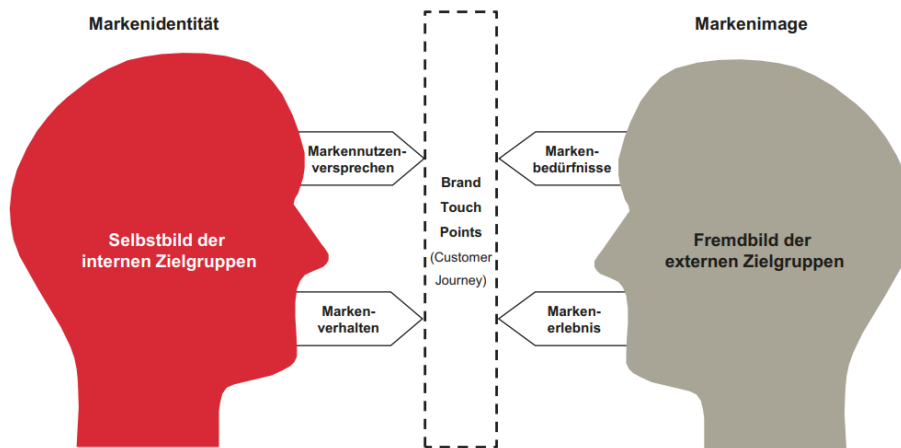 Markenidentität
Markenimage
Markennutzen-
versprechen
Marken-
bedürfnisse
Brand
Touch
Points
(Customer
Journey)
Selbstbild der
internen Zielgruppen
Fremdbild der
externen Zielgruppen
Marken-
verhalten
Marken-
erlebnis